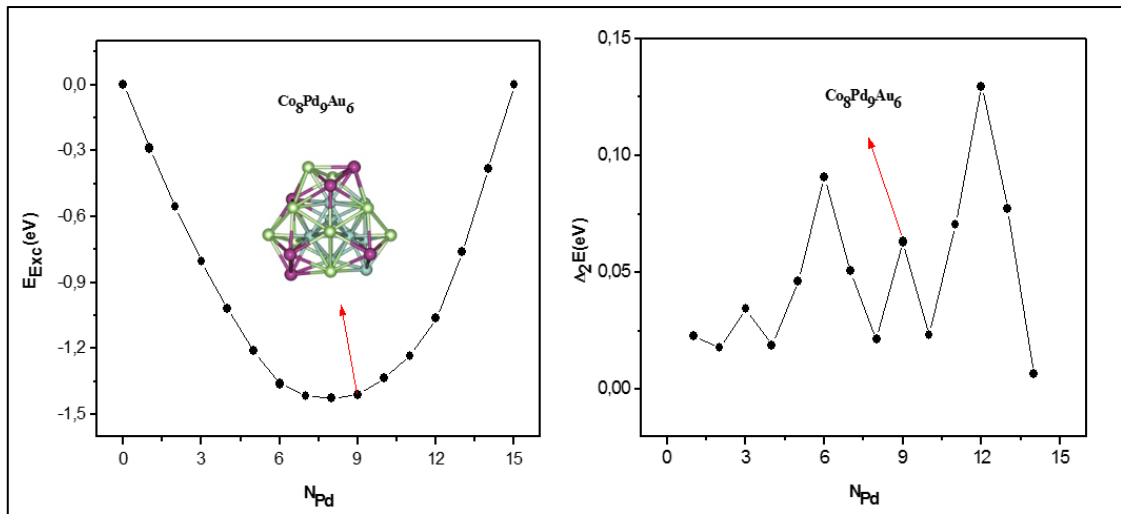 Co8Pd9Au6
0,0
-0,3
-0,6
-0,9
-1,2
-1,5
EExc(eV)
0 3 6 9 12 15
NPd
Co8Pd9Au6
0,15
0,10
0,05
0,00
Δ2E(eV)
0 3 6 9 12 15
NPd